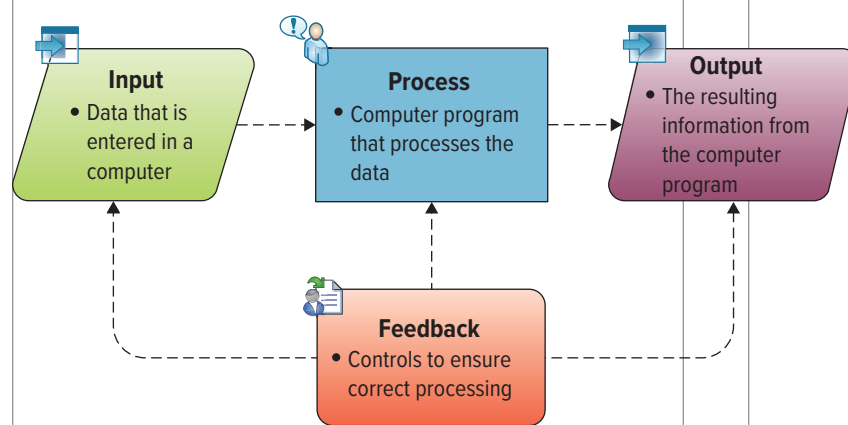 Input
• Data that is
entered in a
computer
Process
• Computer program
that processes the
data
Output
• The resulting
information from
the computer
program
Feedback
• Controls to ensure
correct processing